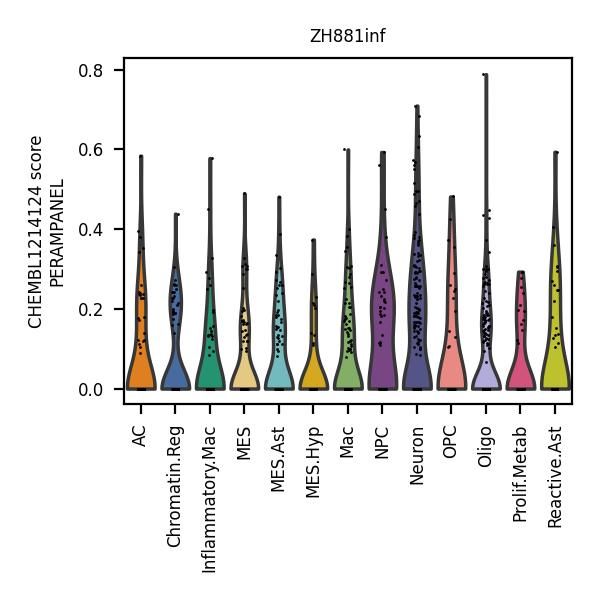 ZH881inf
CHEMBL1214124 score
PERAMPANEL
0.8
0.6
0.4
0.2
0.0
AC
Chromatin.Reg
Inflammatory.Mac
MES
MES.Ast
MES.Hyp
Mac
NPC
Neuron
OPC
Oligo
Prolif.Metab
Reactive.Ast